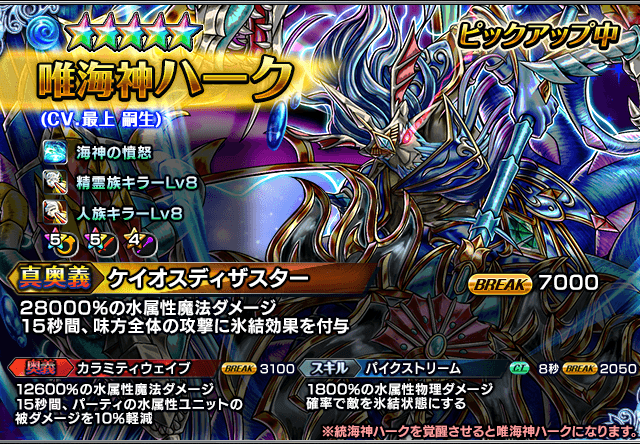 ピックアップ中
唯海神ハーク
(CV.最上 嗣生)
海神の憤怒
精霊族キラーLv8
人族キラーLv8
5 5 4
真奥義 ケイオスディザスター BREAK 7000
28000%の水属性魔法ダメージ
15秒間、味方全体の攻撃に氷結効果を付与
奥義 カラミティウェイブ BREAK 3100
12600%の水属性魔法ダメージ
15秒間、パーティの水属性ユニットの
被ダメージを10%軽減
スキル パイクストリーム CT 8秒 BREAK 2050
1800%の水属性物理ダメージ
確率で敵を氷結状態にする
※統海神ハークを覚醒させると唯海神ハークになります。